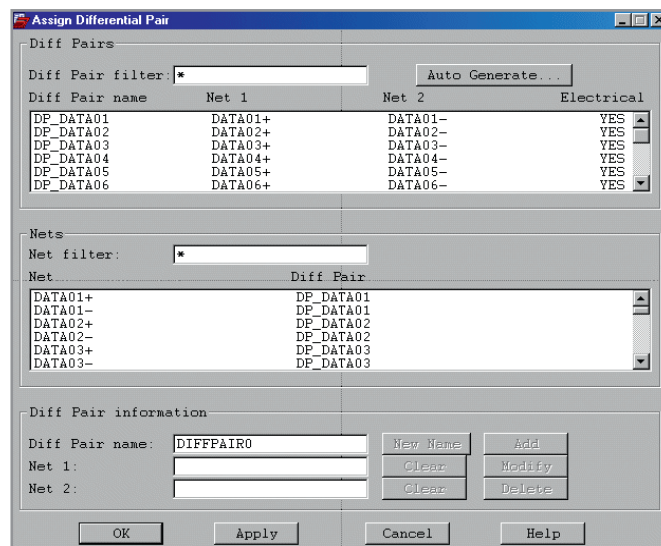 Assign Differential Pair
Diff Pairs
Diff Pair filter: * Auto Generate...
Diff Pair name Net 1 Net 2 Electrical
DP_DATA01 DATA01+ DATA01- YES
DP_DATA02 DATA02+ DATA02- YES
DP_DATA03 DATA03+ DATA03- YES
DP_DATA04 DATA04+ DATA04- YES
DP_DATA05 DATA05+ DATA05- YES
DP_DATA06 DATA06+ DATA06- YES
Nets
Net filter: *
Net Diff Pair
DATA01+ DP_DATA01
DATA01- DP_DATA01
DATA02+ DP_DATA02
DATA02- DP_DATA02
DATA03+ DP_DATA03
DATA03- DP_DATA03
Diff Pair information
Diff Pair name: DIFFPAIR0 New Name Add
Net 1: Clear Modify
Net 2: Clear Delete
OK Apply Cancel Help